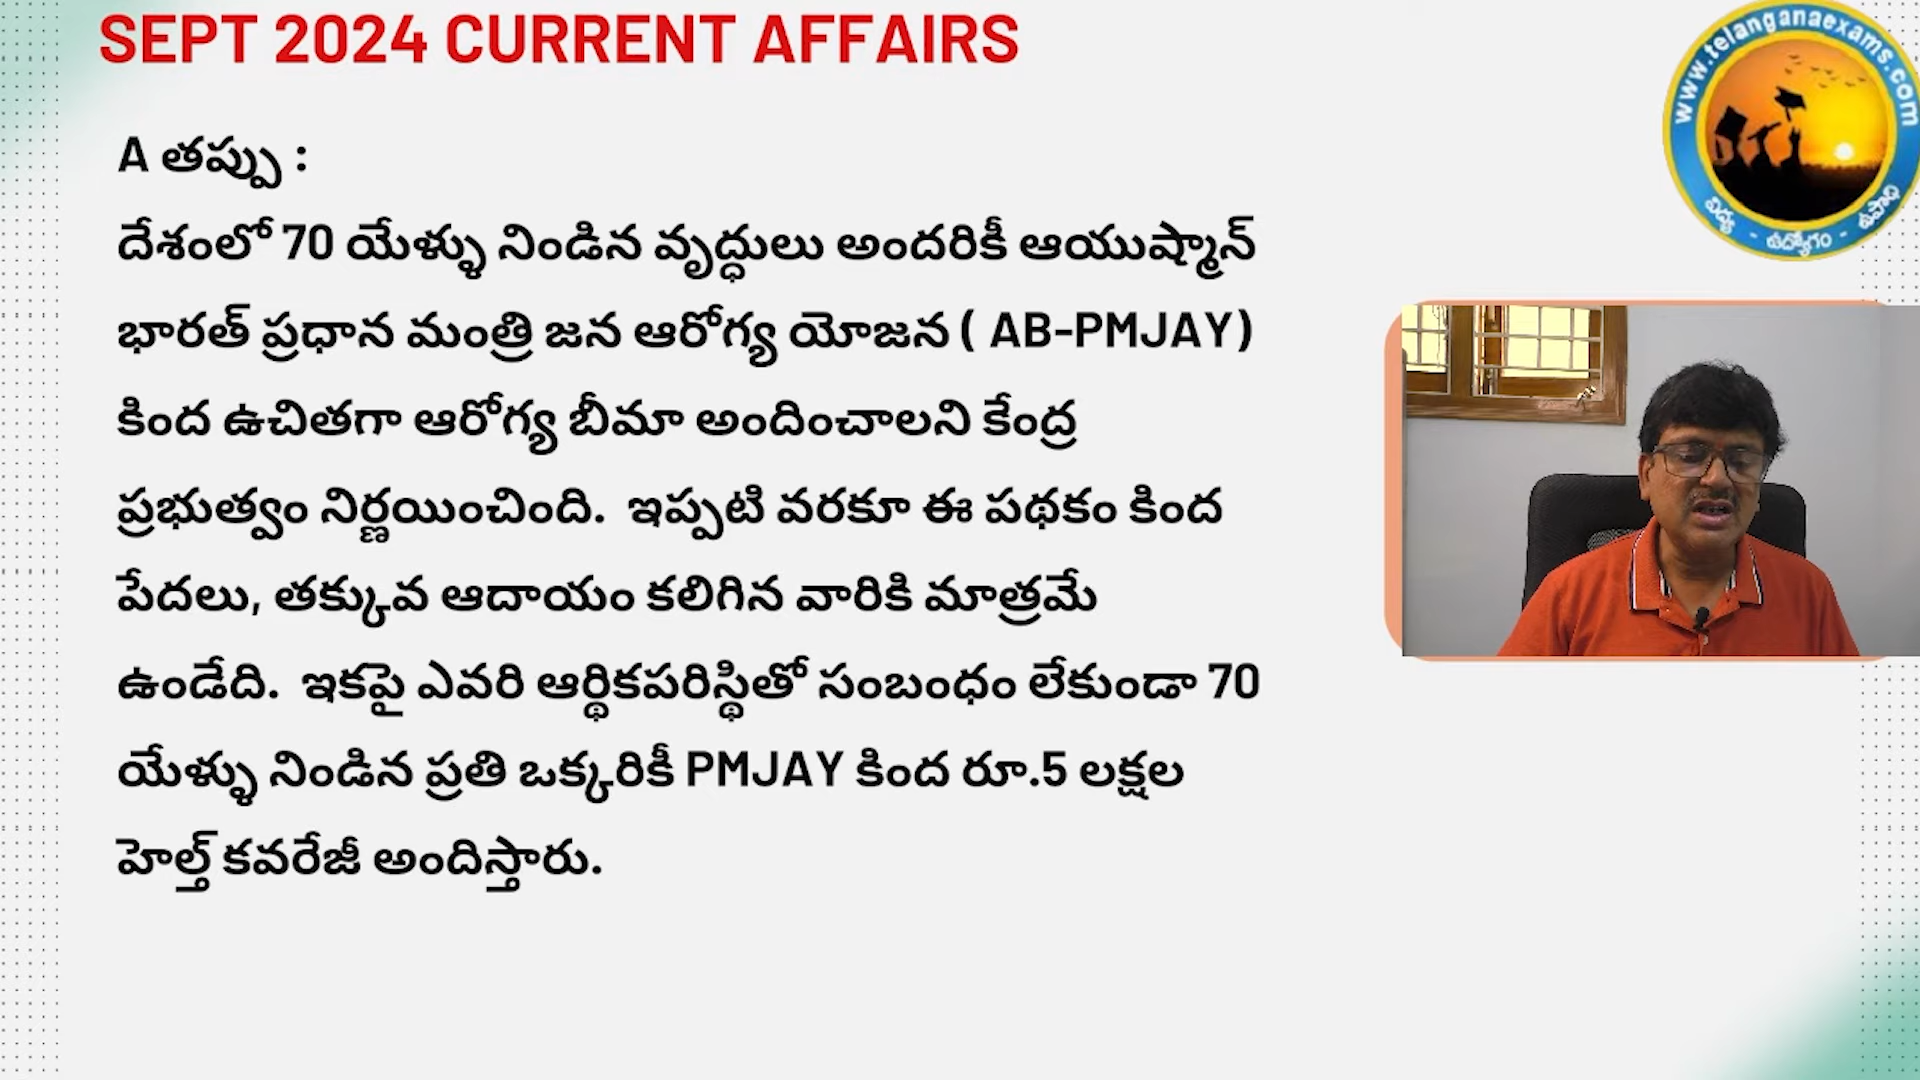 SEPT 2024 CURRENT AFFAIRS
www.telanganaexams.com
విద్య - ఉద్యోగం - ఉపాధి
A తప్పు :
దేశంలో 70 యేళ్ళు నిండిన వృద్ధులు అందరికీ ఆయుష్మాన్
భారత్ ప్రధాన మంత్రి జన ఆరోగ్య యోజన ( AB-PMJAY)
కింద ఉచితగా ఆరోగ్య బీమా అందించాలని కేంద్ర
ప్రభుత్వం నిర్ణయించింది. ఇప్పటి వరకూ ఈ పథకం కింద
పేదలు, తక్కువ ఆదాయం కలిగిన వారికి మాత్రమే
ఉండేది. ఇకపై ఎవరి ఆర్థికపరిస్థితో సంబంధం లేకుండా 70
యేళ్ళు నిండిన ప్రతి ఒక్కరికీ PMJAY కింద రూ.5 లక్షల
హెల్త్ కవరేజీ అందిస్తారు.